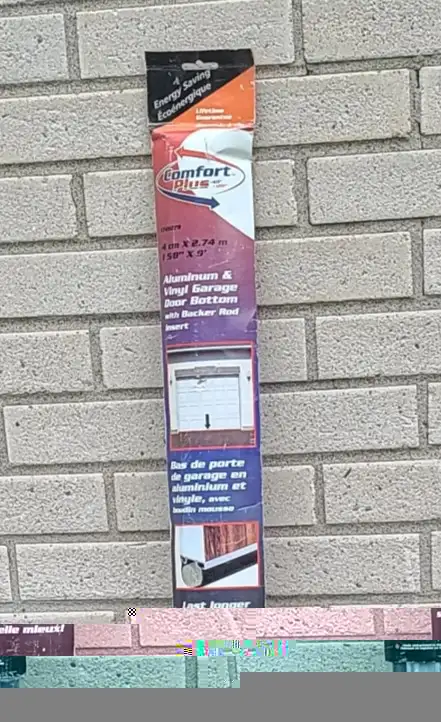 Energy Saving
Écoénergique
Lifetime
Guarantee
Comfort
Plus
4 cm X 2.74 m
1 5/8" X 9'
Aluminum &
Vinyl Garage
Door Bottom
with Backer Rod
insert
Bas de porte
de garage en
aluminium et
vinyle, avec
boudin mousse
Last longer
elle mieux!